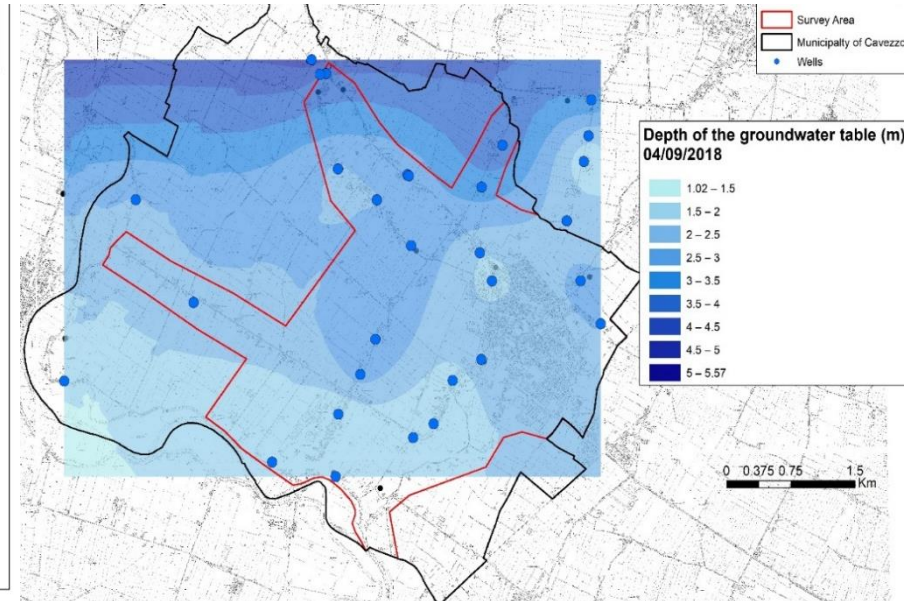 Survey Area
Municipalty of Cavezzo
Wells
Depth of the groundwater table (m)
04/09/2018
1.02 – 1.5
1.5 – 2
2 – 2.5
2.5 – 3
3 – 3.5
3.5 – 4
4 – 4.5
4.5 – 5
5 – 5.57
0 0.375 0.75 1.5
Km